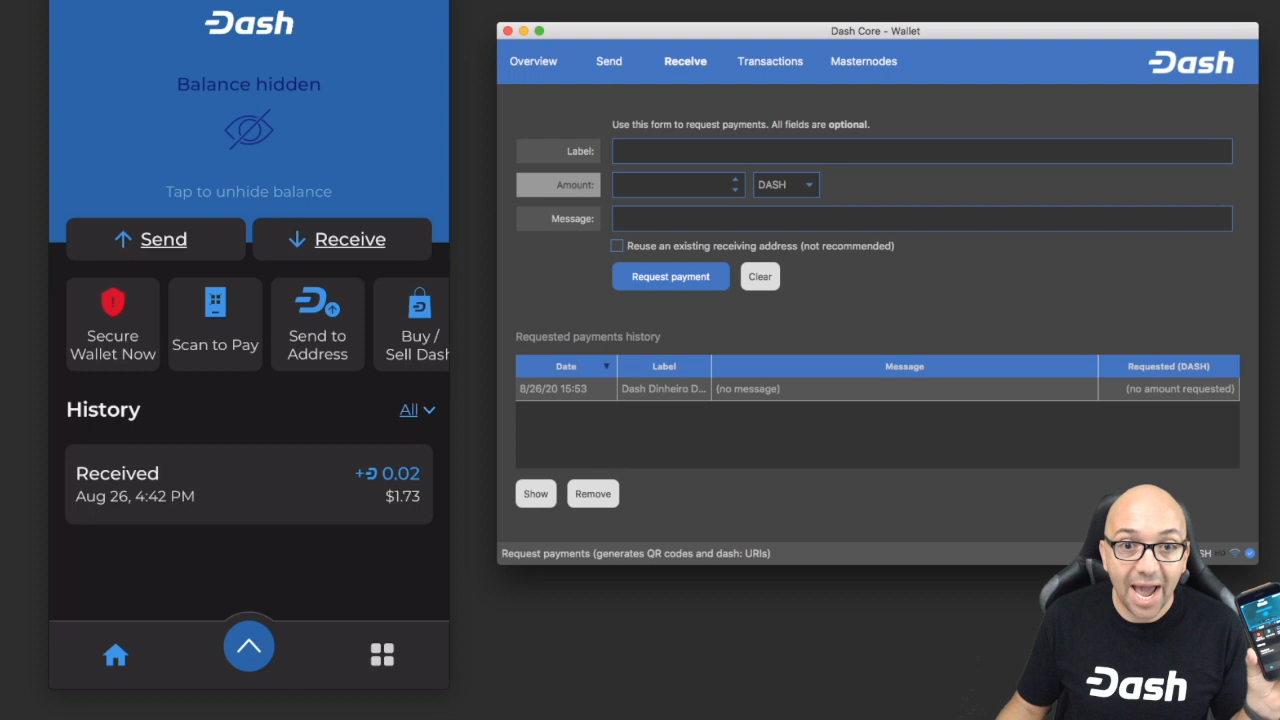 Dash
Balance hidden
Tap to unhide balance
Send
Receive
Secure
Wallet Now
Scan to Pay
Send to
Address
Buy /
Sell Dash
History
All
Received
+ 0.02
Aug 26, 4:42 PM
$1.73
Dash Core - Wallet
Overview
Send
Receive
Transactions
Masternodes
Dash
Use this form to request payments. All fields are optional.
Label:
Amount:
DASH
Message:
Reuse an existing receiving address (not recommended)
Request payment
Clear
Requested payments history
Date
Label
Message
Requested (DASH)
8/26/20 15:53
Dash Dinheiro D...
(no message)
(no amount requested)
Show
Remove
Request payments (generates QR codes and dash: URIs)
SH
HD
Dash